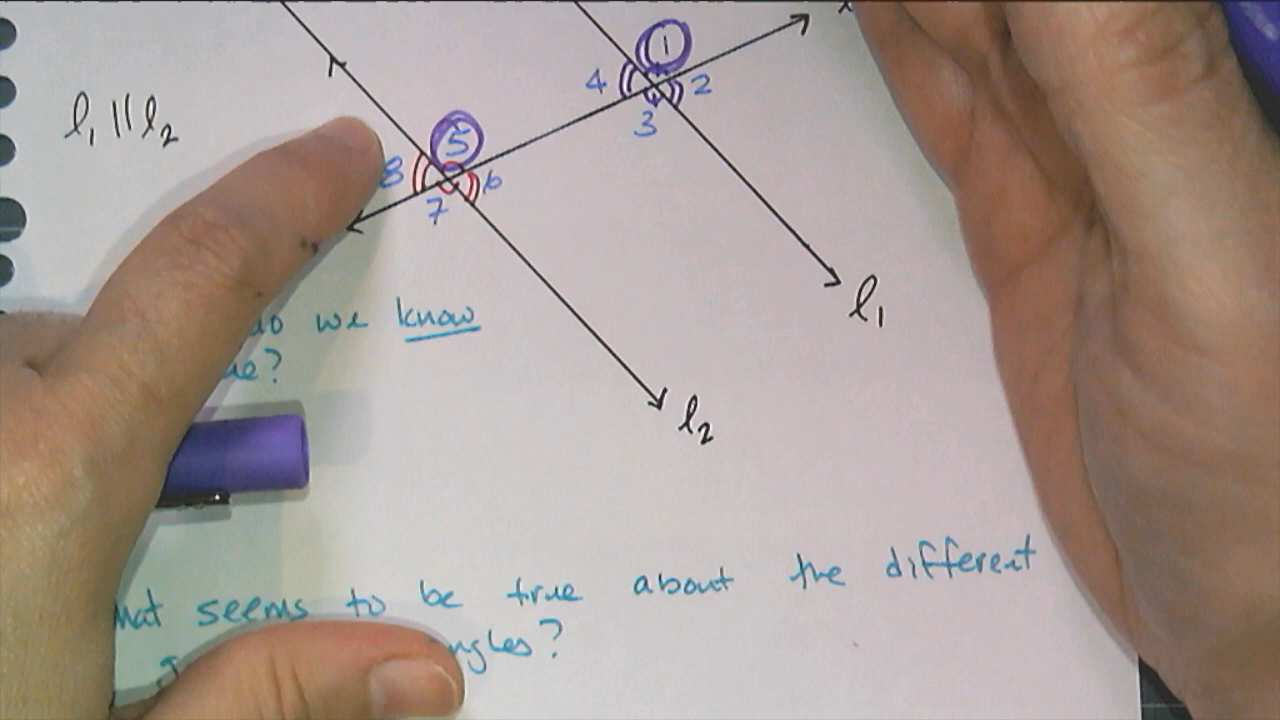 1
4 2
3
l₁ || l₂
5
8 6
7
l₁
we know
l₂
seems to be true about the different